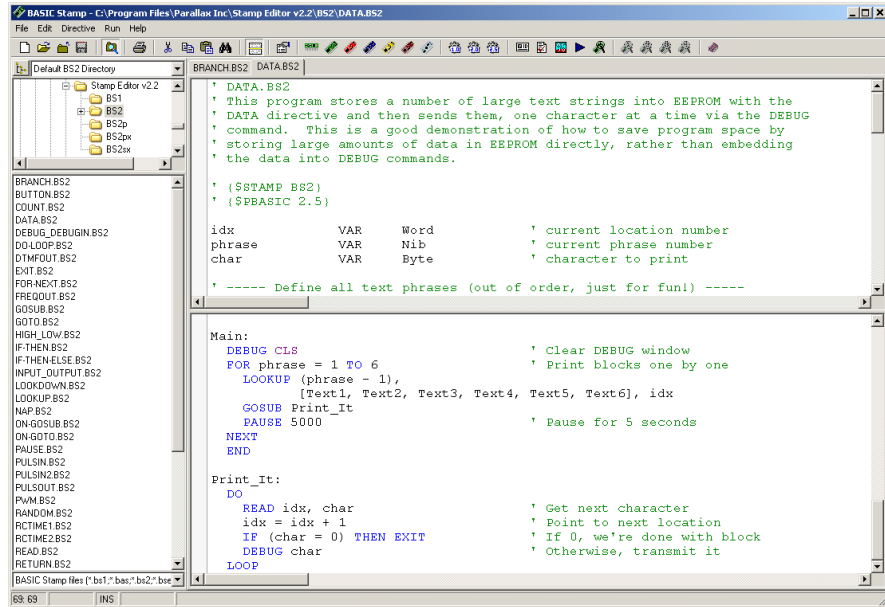 BASIC Stamp - C:\Program Files\Parallax Inc\Stamp Editor v2.2\BS2\DATA.BS2
File Edit Directive Run Help
Default BS2 Directory
Stamp Editor v2.2
BS1
BS2
BS2p
BS2px
BS2sx
BRANCH.BS2
BUTTON.BS2
COUNT.BS2
DATA.BS2
DEBUG_DEBUGIN.BS2
DO-LOOP.BS2
DTMFOUT.BS2
EXIT.BS2
FOR-NEXT.BS2
FREQOUT.BS2
GOSUB.BS2
GOTO.BS2
HIGH_LOW.BS2
IF-THEN.BS2
IF-THEN-ELSE.BS2
INPUT_OUTPUT.BS2
LOOKDOWN.BS2
LOOKUP.BS2
NAP.BS2
ON-GOSUB.BS2
ON-GOTO.BS2
PAUSE.BS2
PULSIN.BS2
PULSIN2.BS2
PULSOUT.BS2
PWM.BS2
RANDOM.BS2
RCTIME1.BS2
RCTIME2.BS2
READ.BS2
RETURN.BS2
BASIC Stamp files (*.bs1;*.bas;*.bs2;*.bse
BRANCH.BS2 DATA.BS2
' DATA.BS2
' This program stores a number of large text strings into EEPROM with the
' DATA directive and then sends them, one character at a time via the DEBUG
' command.  This is a good demonstration of how to save program space by
' storing large amounts of data in EEPROM directly, rather than embedding
' the data into DEBUG commands.
' {$STAMP BS2}
' {$PBASIC 2.5}
idx VAR Word ' current location number
phrase VAR Nib ' current phrase number
char VAR Byte ' character to print
' ----- Define all text phrases (out of order, just for fun!) -----
Main:
DEBUG CLS ' Clear DEBUG window
FOR phrase = 1 TO 6 ' Print blocks one by one
LOOKUP (phrase - 1),
[Text1, Text2, Text3, Text4, Text5, Text6], idx
GOSUB Print_It
PAUSE 5000 ' Pause for 5 seconds
NEXT
END
Print_It:
DO
READ idx, char ' Get next character
idx = idx + 1 ' Point to next location
IF (char = 0) THEN EXIT ' If 0, we're done with block
DEBUG char ' Otherwise, transmit it
LOOP
69: 69 INS